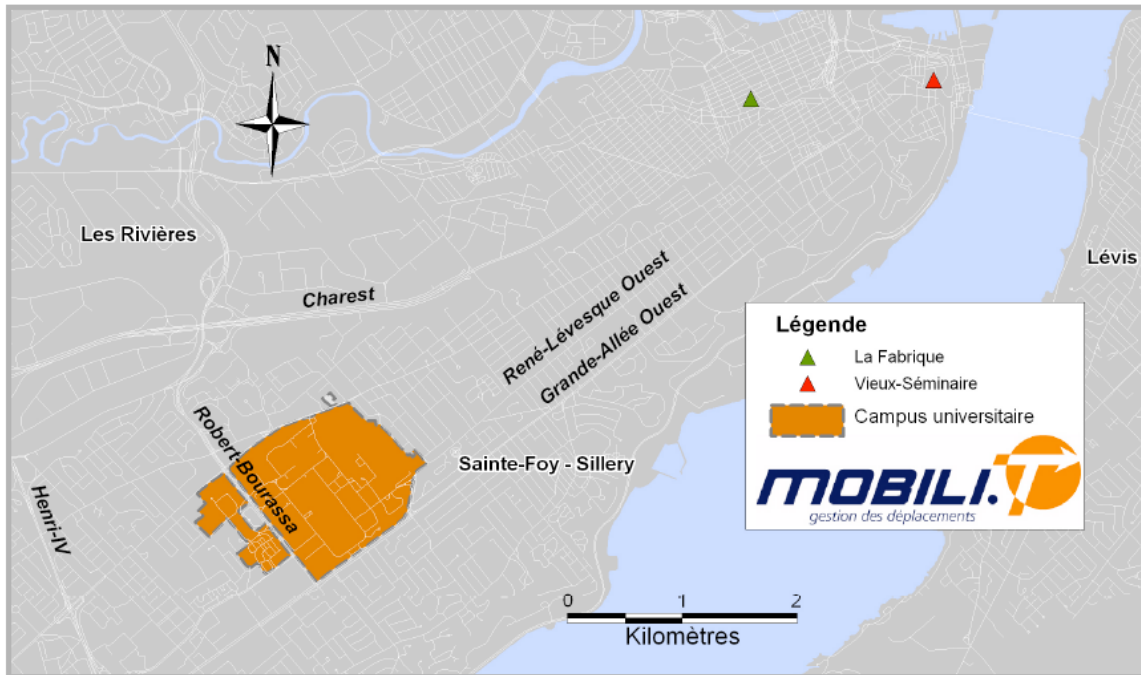 N
Les Rivières
Lévis
Charest
René-Lévesque Ouest
Grande-Allée Ouest
Légende
La Fabrique
Vieux-Séminaire
Campus universitaire
MOBILI.T
gestion des déplacements
Robert-Bourassa
Sainte-Foy - Sillery
Henri-IV
0 1 2
Kilomètres